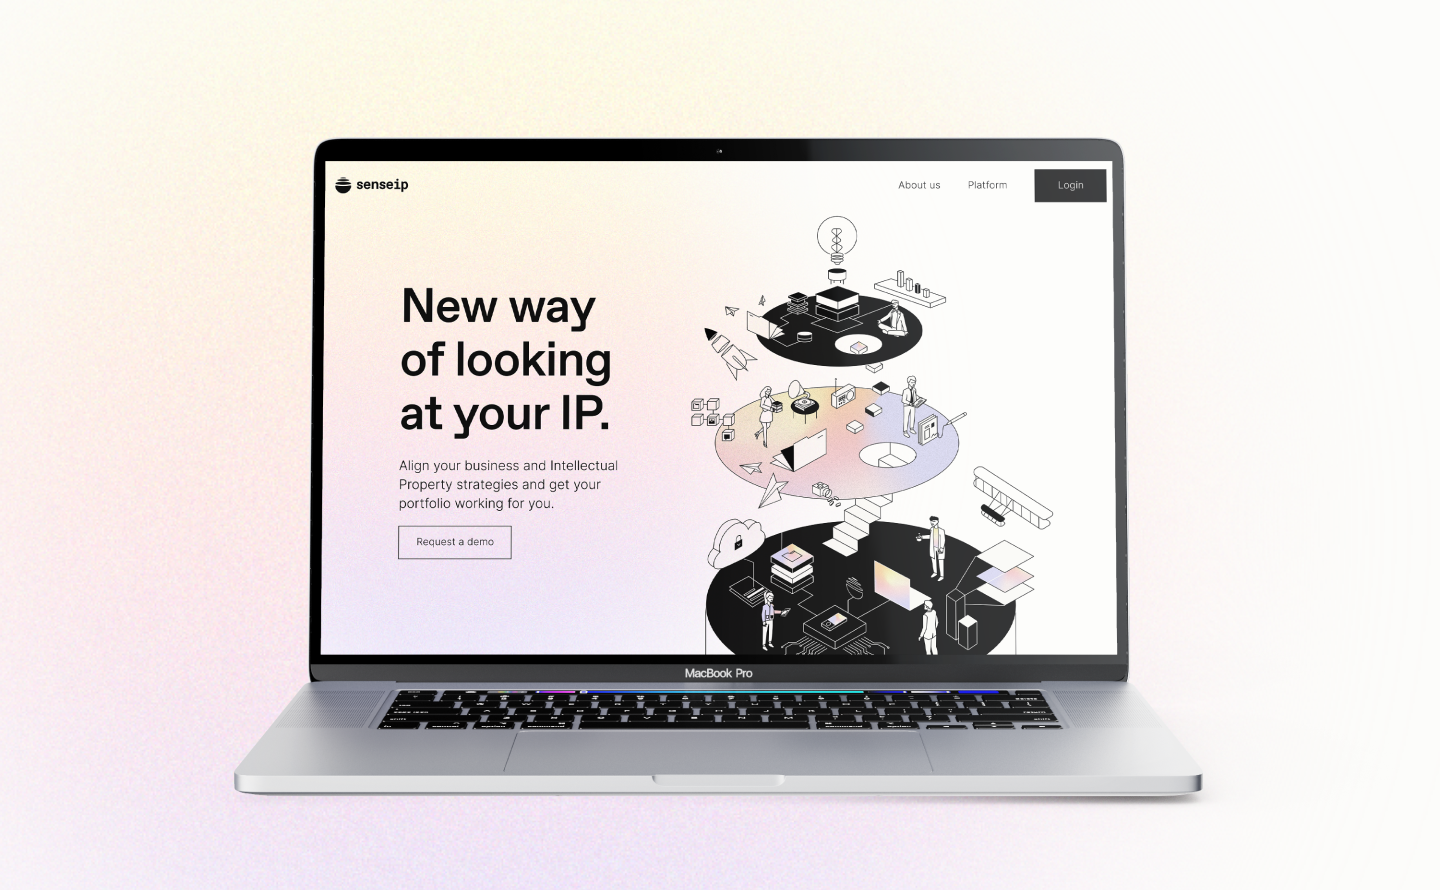 senseip
About us
Platform
Login
New way
of looking
at your IP.
Align your business and Intellectual
Property strategies and get your
portfolio working for you.
Request a demo
MacBook Pro